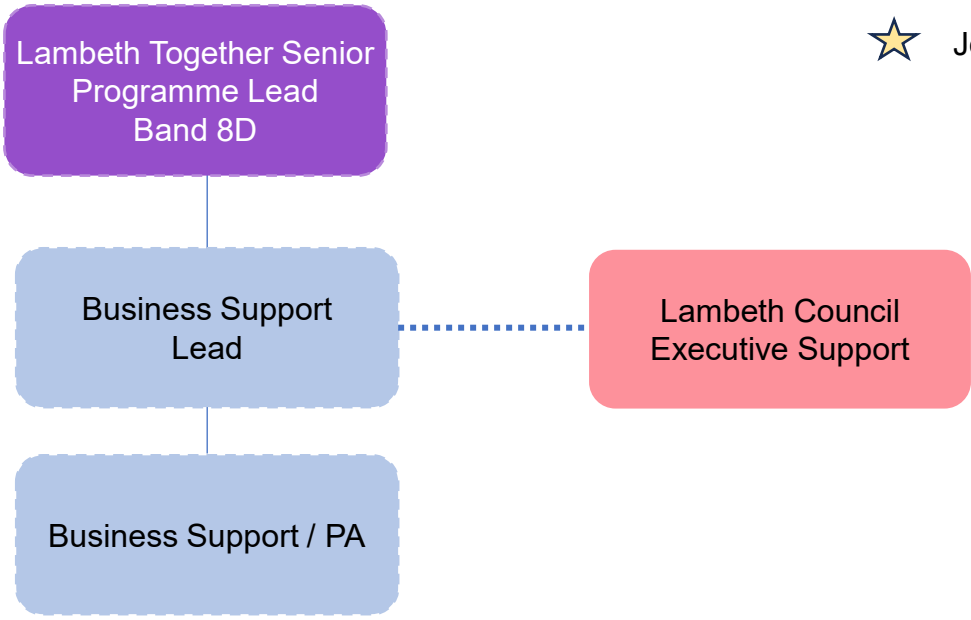 Lambeth Together Senior
Programme Lead
Band 8D
Business Support
Lead
Lambeth Council
Executive Support
Business Support / PA